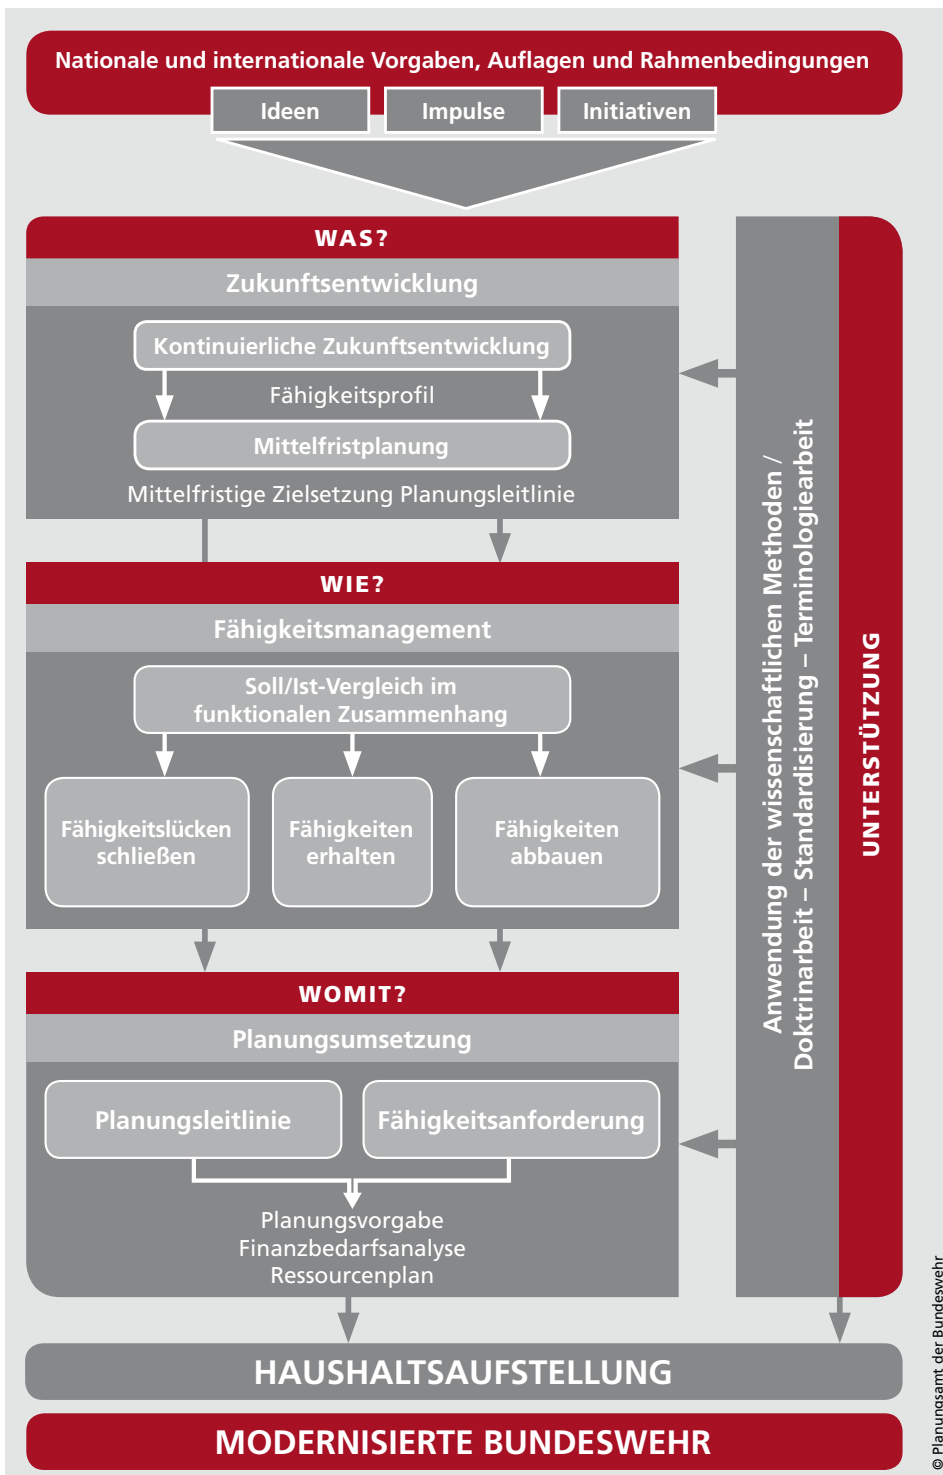 Nationale und internationale Vorgaben, Auflagen und Rahmenbedingungen
Ideen
Impulse
Initiativen
WAS?
Zukunftsentwicklung
Kontinuierliche Zukunftsentwicklung
Fähigkeitsprofil
Mittelfristplanung
Mittelfristige Zielsetzung Planungsleitlinie
WIE?
Fähigkeitsmanagement
Soll/Ist-Vergleich im
funktionalen Zusammenhang
Fähigkeitslücken
schließen
Fähigkeiten
erhalten
Fähigkeiten
abbauen
WOMIT?
Planungsumsetzung
Planungsleitlinie
Fähigkeitsanforderung
Planungsvorgabe
Finanzbedarfsanalyse
Ressourcenplan
Anwendung der wissenschaftlichen Methoden /
Doktrinarbeit – Standardisierung – Terminologiearbeit
UNTERSTÜTZUNG
HAUSHALTSAUFSTELLUNG
MODERNISIERTE BUNDESWEHR
© Planungsamt der Bundeswehr